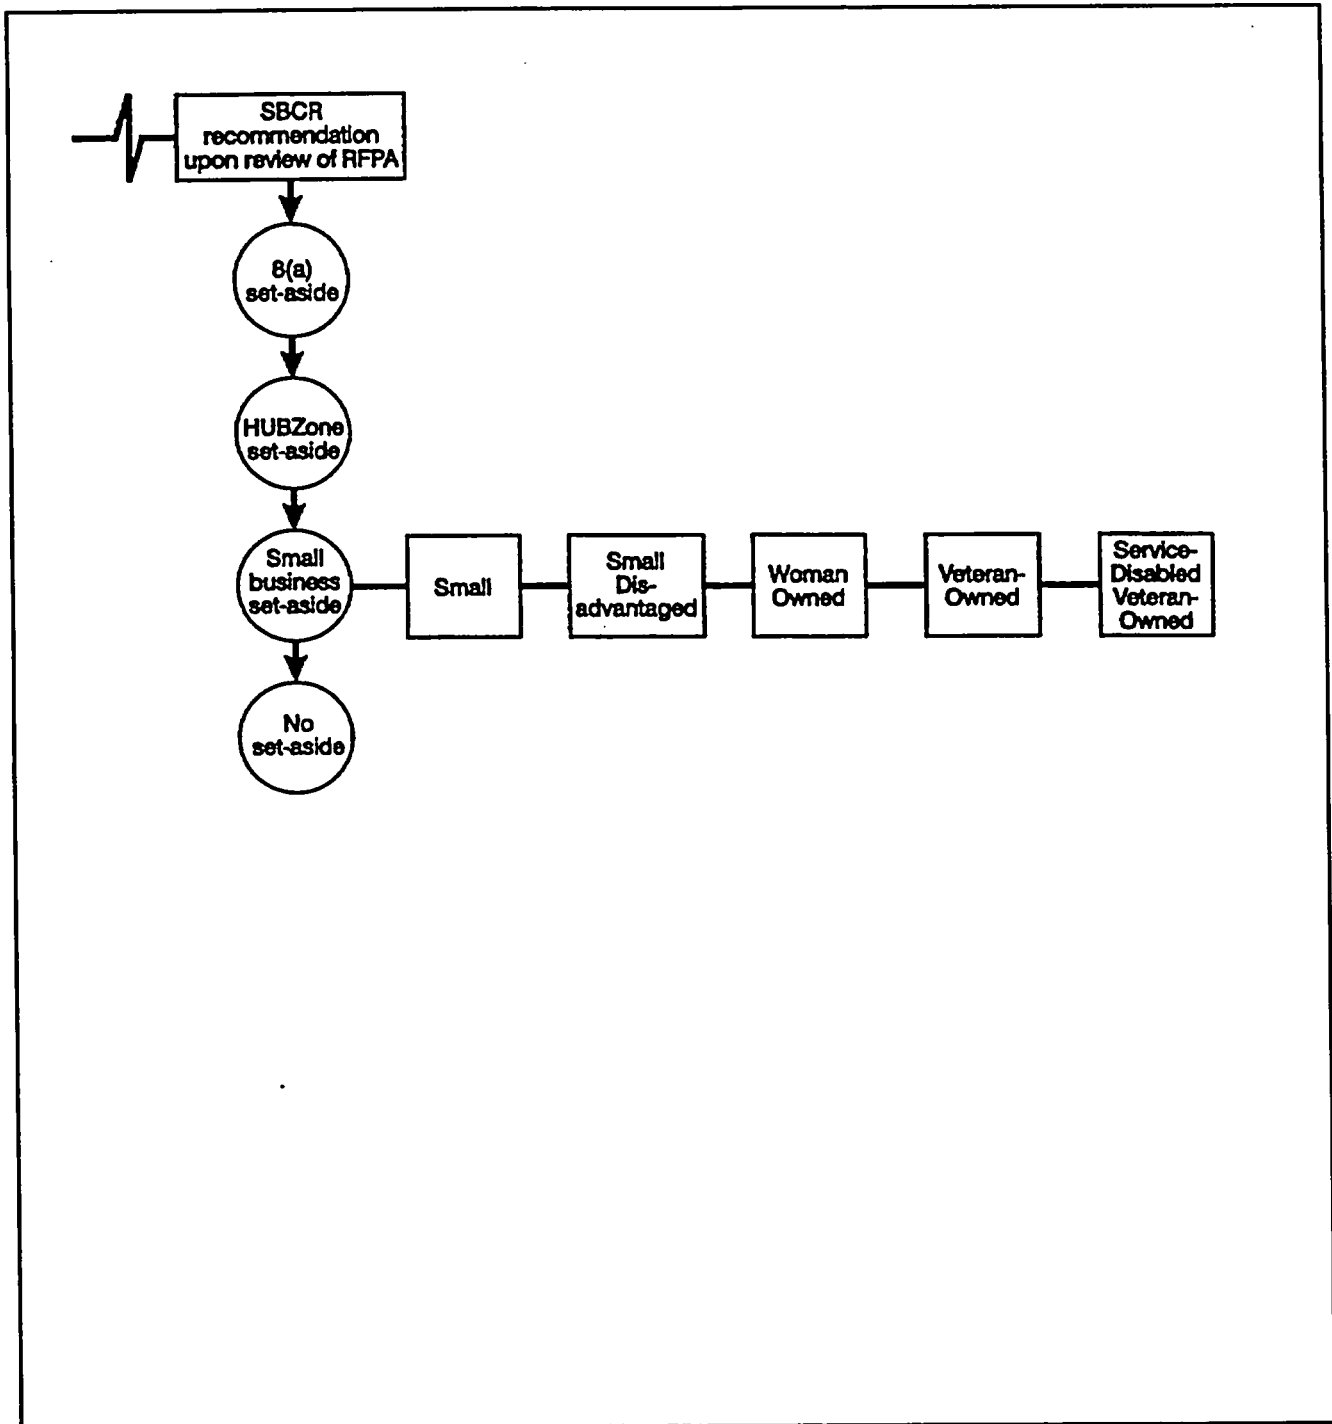 SBCR
recommendation
upon review of RFPA
8(a)
set-aside
HUBZone
set-aside
Small
business
set-aside
Small
Small
Dis-
advantaged
Woman
Owned
Veteran-
Owned
Service-
Disabled
Veteran-
Owned
No
set-aside